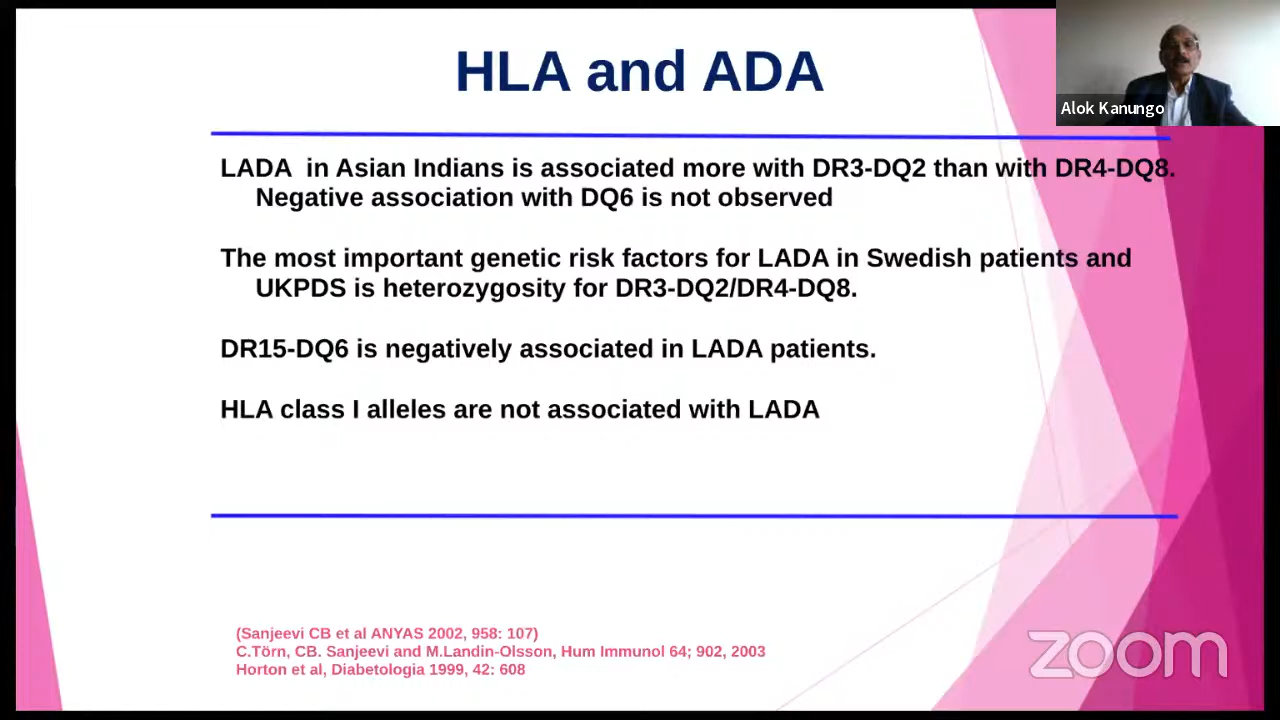 HLA and ADA
Alok Kanungo
LADA  in Asian Indians is associated more with DR3-DQ2 than with DR4-DQ8.
Negative association with DQ6 is not observed
The most important genetic risk factors for LADA in Swedish patients and
UKPDS is heterozygosity for DR3-DQ2/DR4-DQ8.
DR15-DQ6 is negatively associated in LADA patients.
HLA class I alleles are not associated with LADA
(Sanjeevi CB et al ANYAS 2002, 958: 107)
C.Törn, CB. Sanjeevi and M.Landin-Olsson, Hum Immunol 64; 902, 2003
Horton et al, Diabetologia 1999, 42: 608
zoom